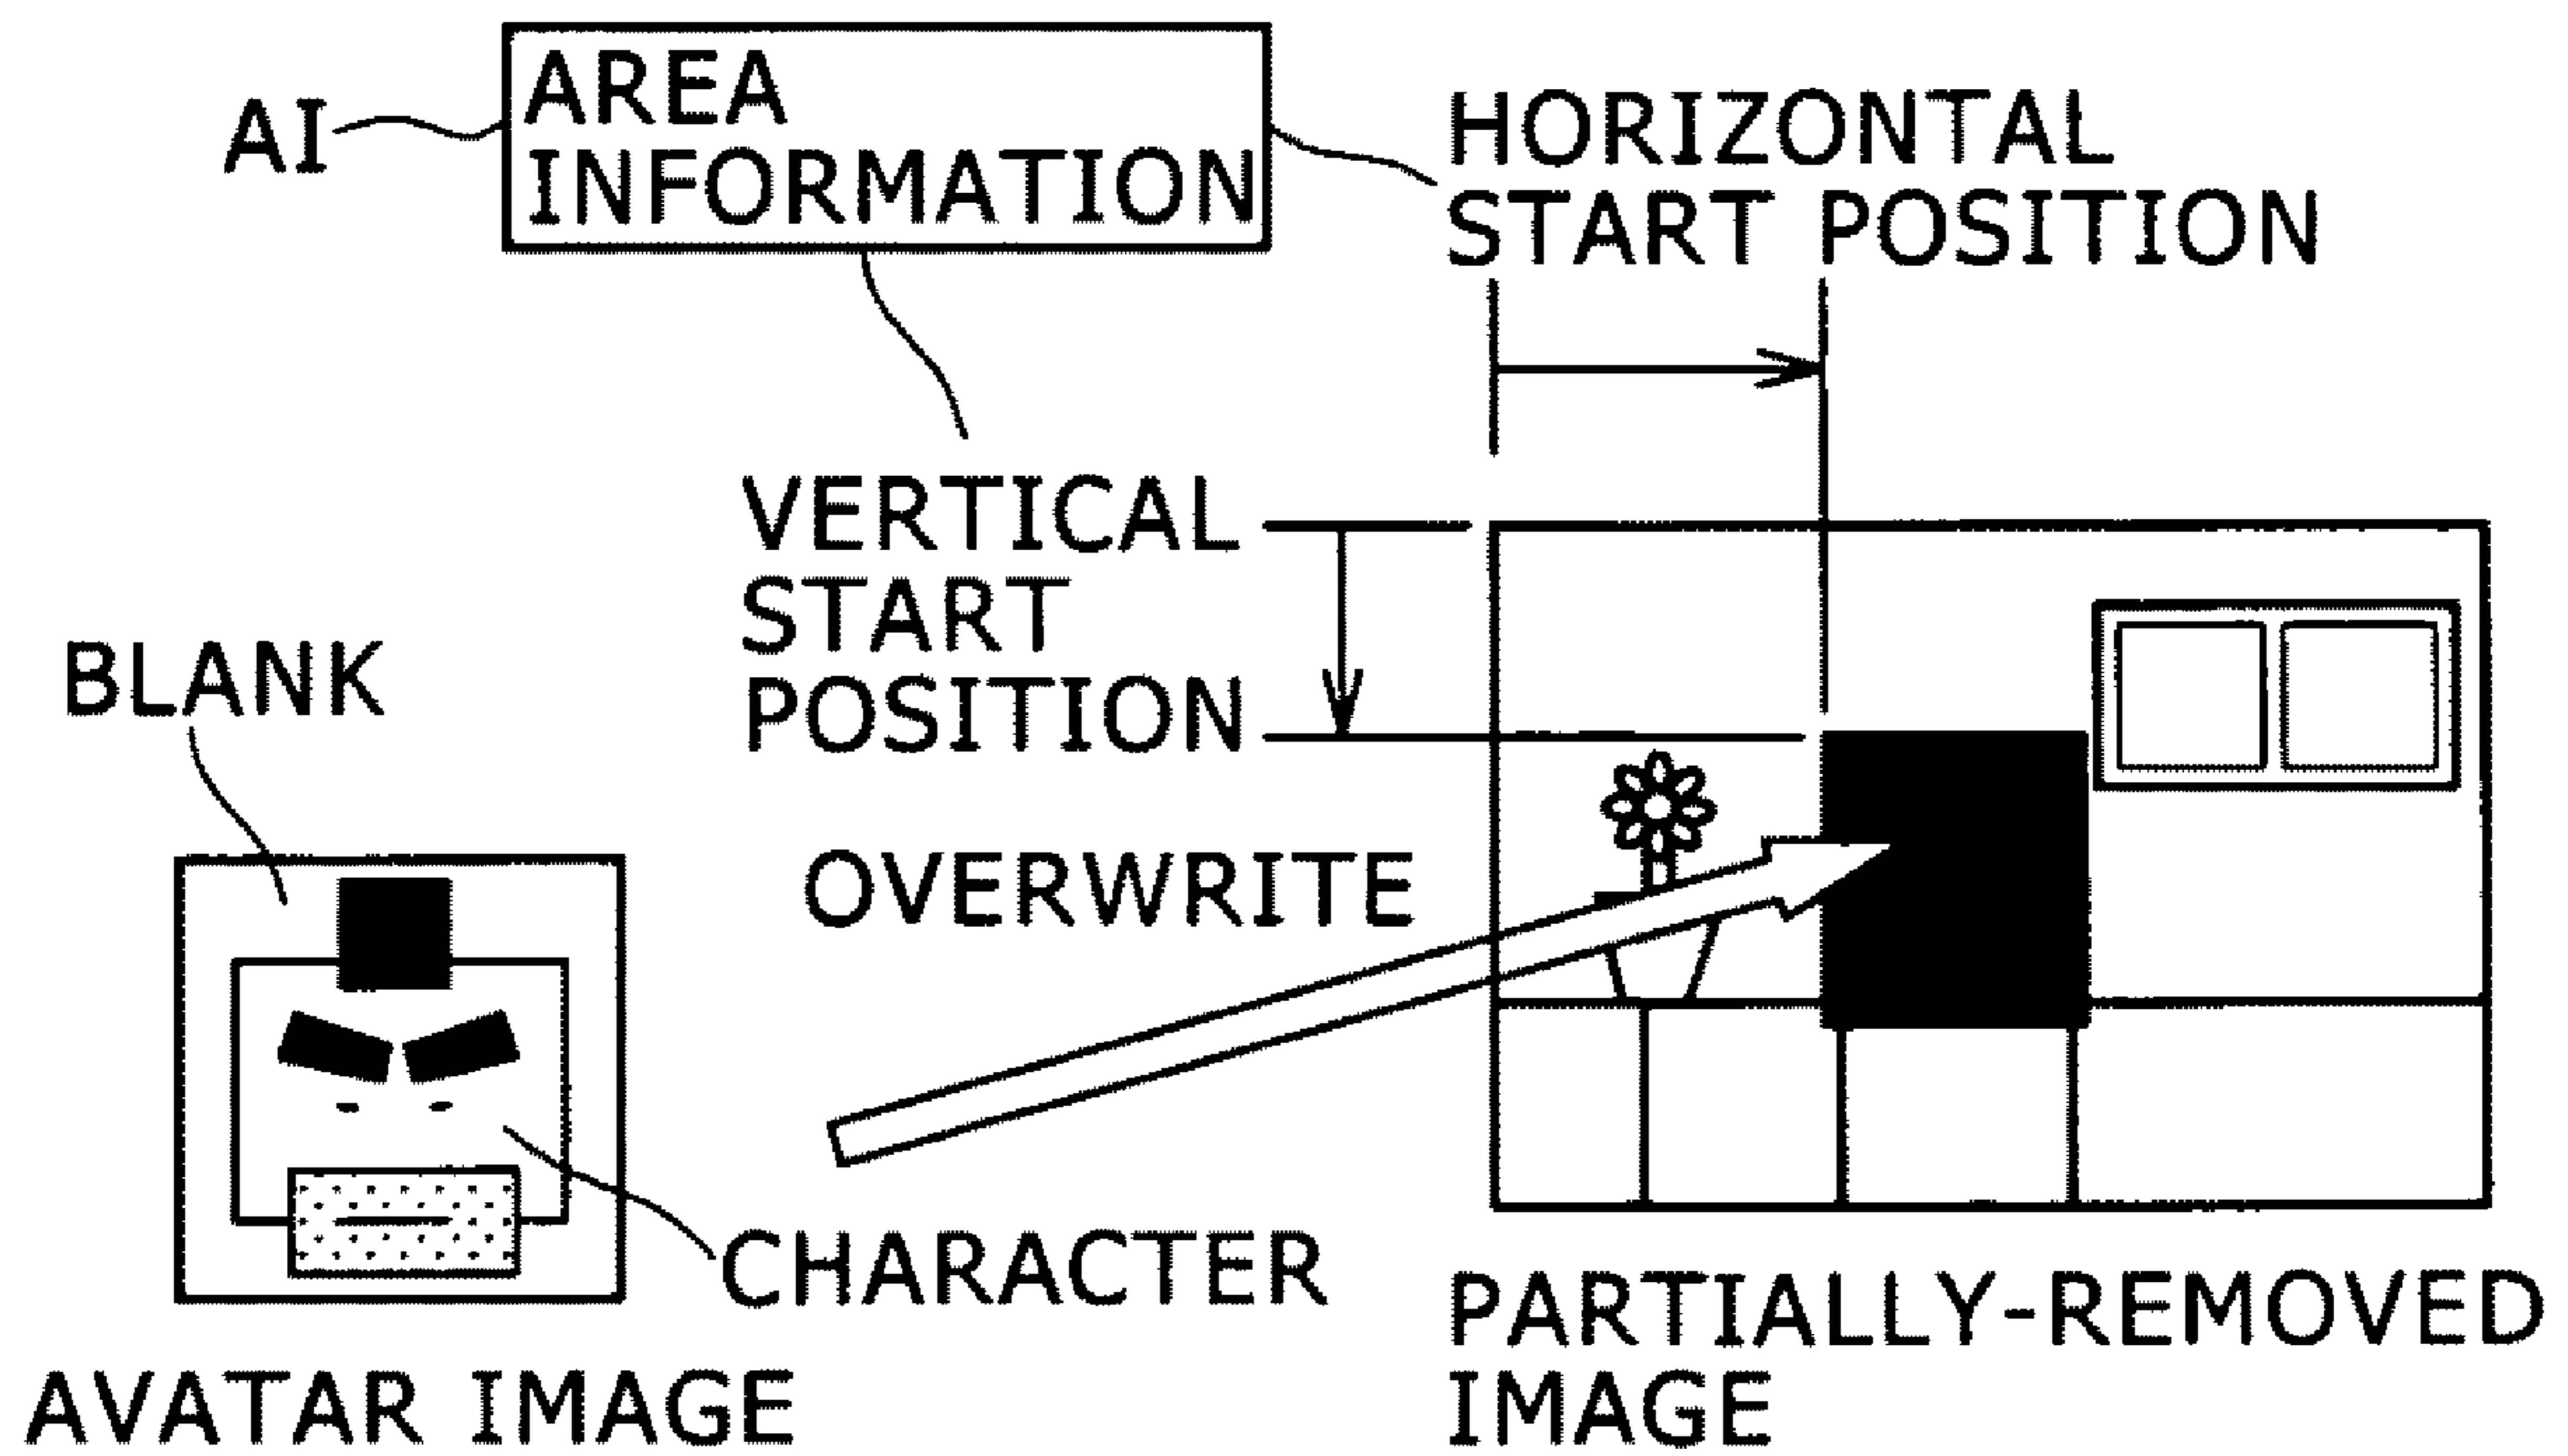 AI
AREA
INFORMATION
HORIZONTAL
START POSITION
VERTICAL
START
POSITION
BLANK
OVERWRITE
CHARACTER
AVATAR IMAGE
PARTIALLY-REMOVED
IMAGE